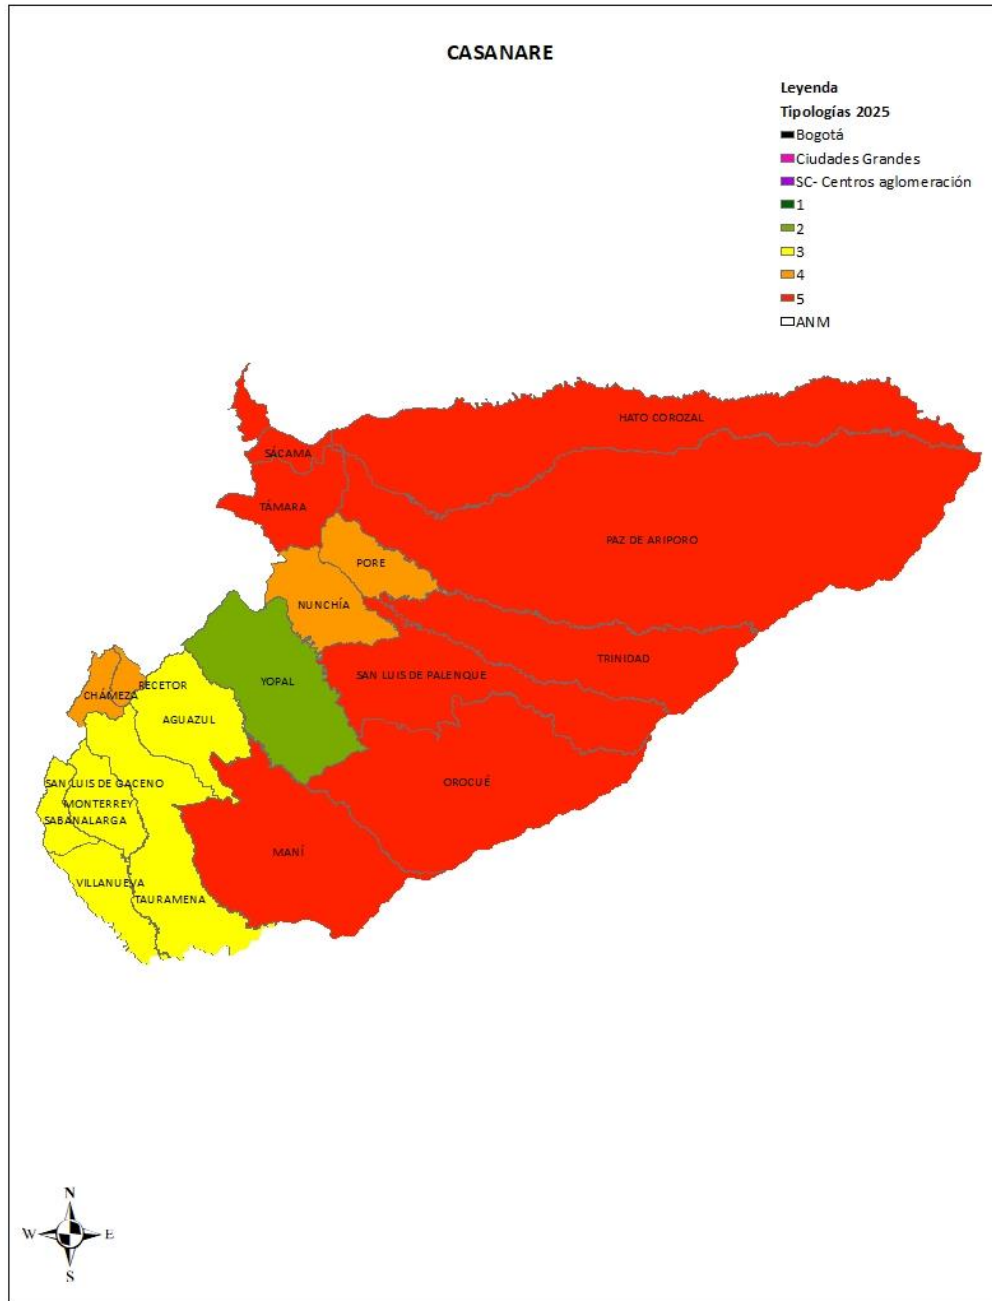 CASANARE
Leyenda
Tipologías 2025
Bogotá
Ciudades Grandes
SC- Centros aglomeración
1
2
3
4
5
ANM
HATO COROZAL
SÁCAMA
TÁMARA
PAZ DE ARIPORO
PORE
NUNCHÍA
TRINIDAD
SAN LUIS DE PALENQUE
YOPAL
RECETOR
CHÁMEZA
AGUAZUL
OROCUÉ
SAN LUIS DE GACENO
MONTERREY
SABANALARGA
MANÍ
VILLANUEVA
TAURAMENA
N
W E
S